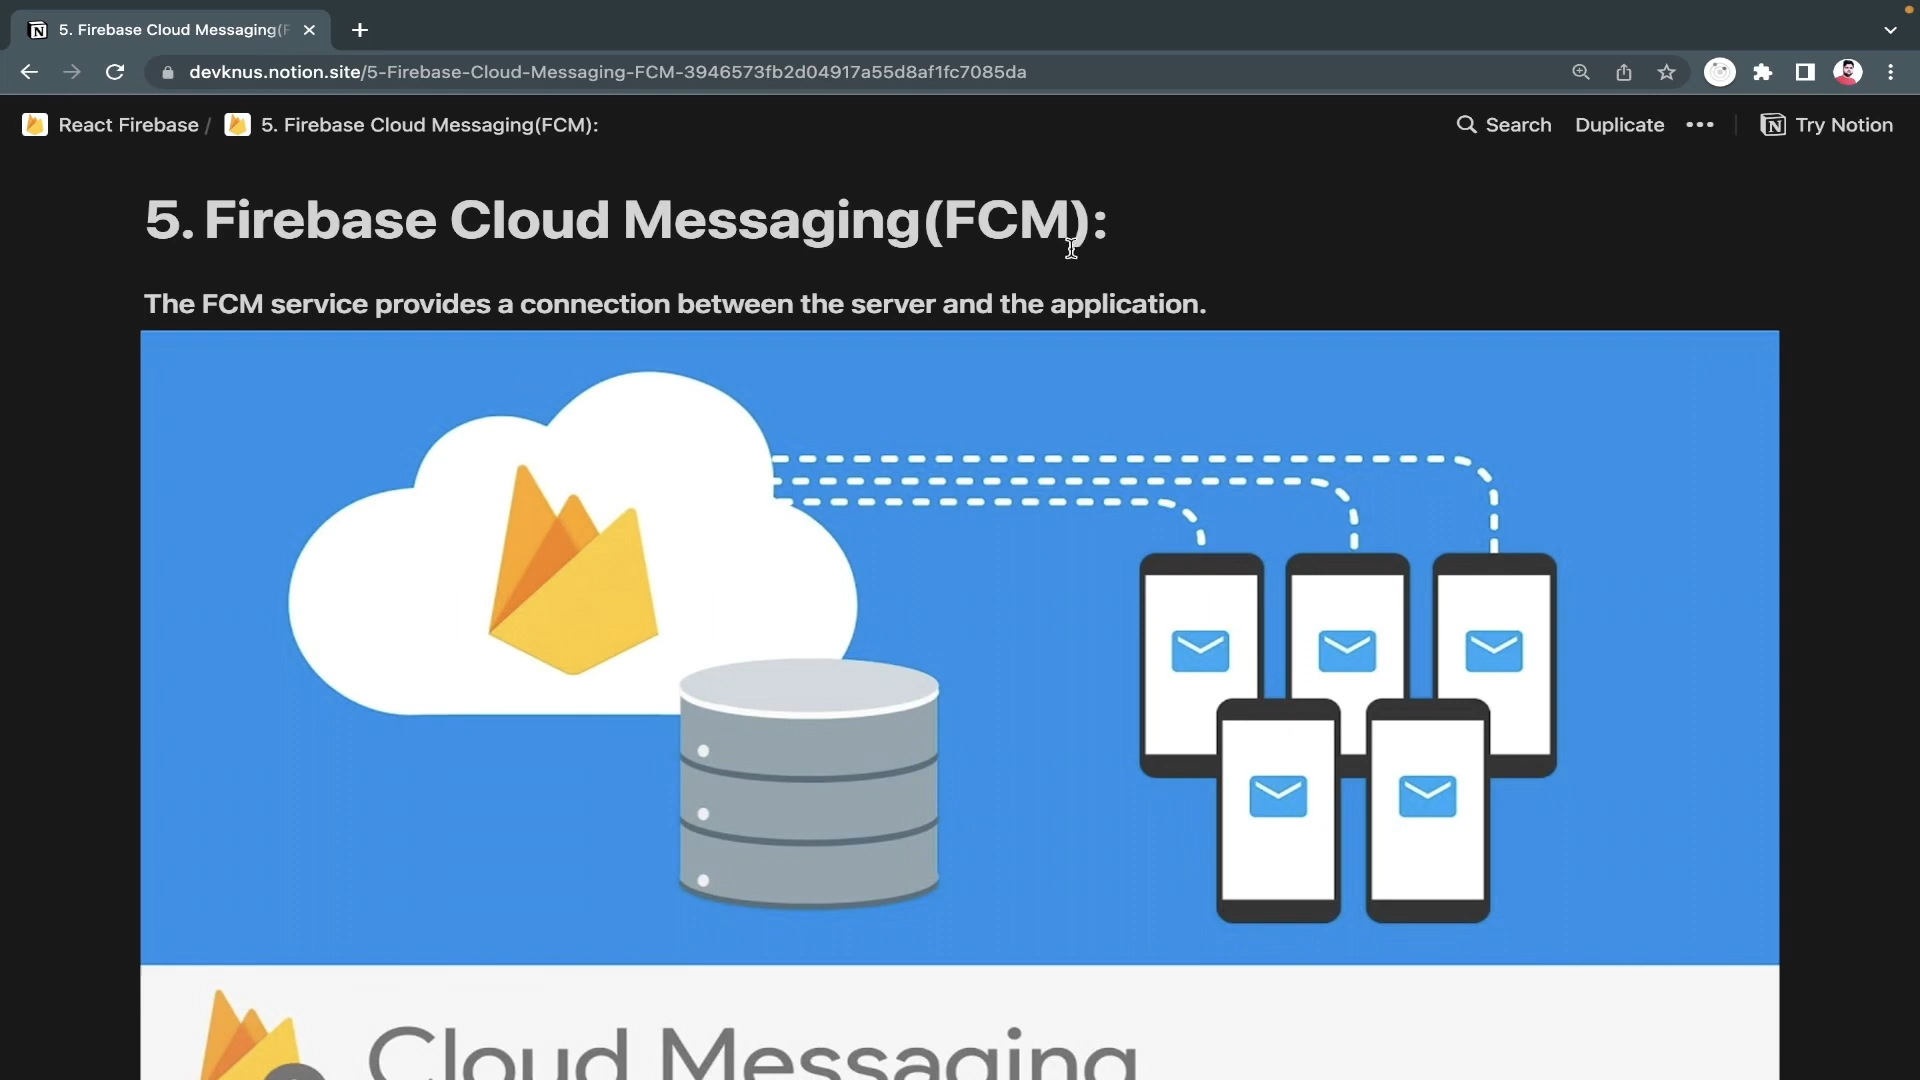 5. Firebase Cloud Messaging(F
devknus.notion.site/5-Firebase-Cloud-Messaging-FCM-3946573fb2d04917a55d8af1fc7085da
React Firebase / 5. Firebase Cloud Messaging(FCM):
Search Duplicate Try Notion
5. Firebase Cloud Messaging(FCM):
The FCM service provides a connection between the server and the application.
Cloud Messaging